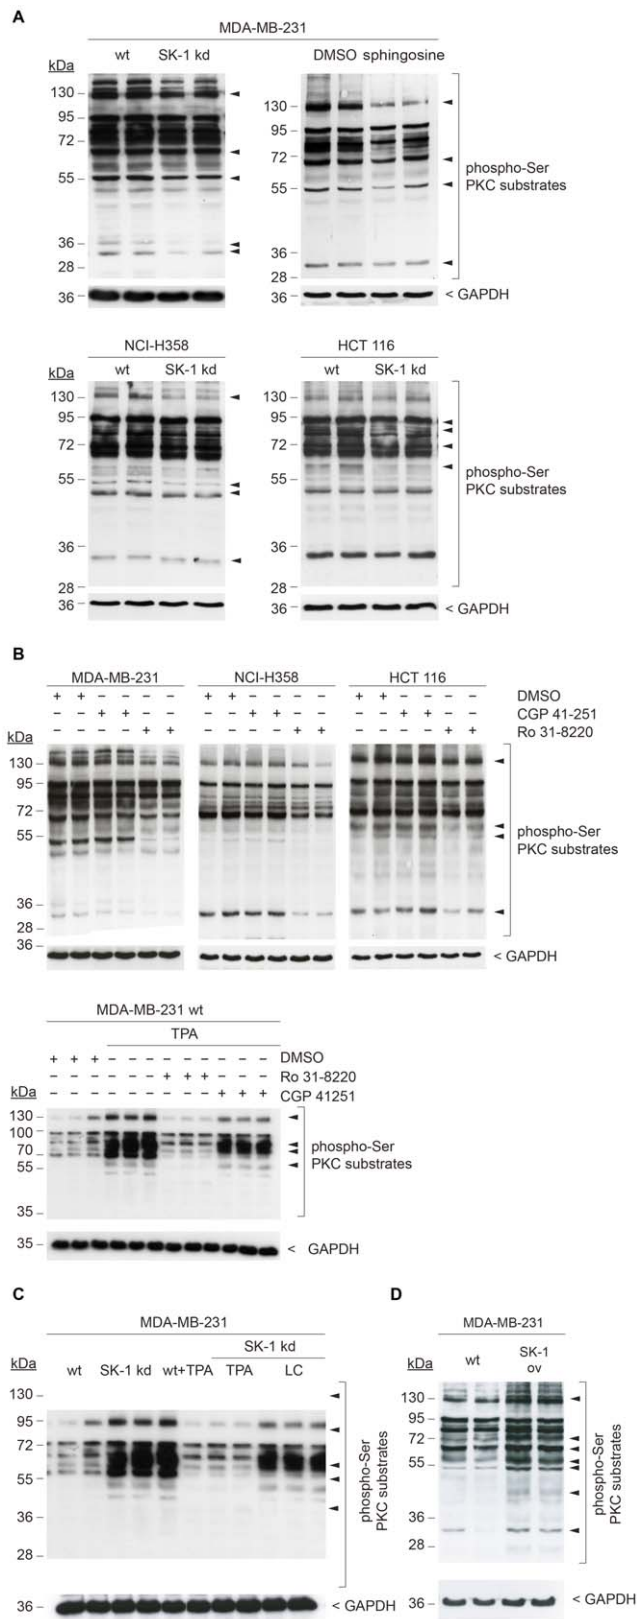 A
MDA-MB-231
wt SK-1 kd
DMSO sphingosine
kDa
130
95
72
55
36
28
36
130
95
72
55
36
28
36
phospho-Ser
PKC substrates
< GAPDH
NCI-H358
HCT 116
wt SK-1 kd
wt SK-1 kd
kDa
130
95
72
55
36
28
36
130
95
72
55
36
28
36
phospho-Ser
PKC substrates
< GAPDH
B
MDA-MB-231 NCI-H358 HCT 116
+ + – – – – + + – – – – + + – – – – DMSO
– – + + – – – – + + – – – – + + – – CGP 41-251
– – – – + + – – – – + + – – – – + + Ro 31-8220
kDa
130
95
72
55
36
28
36
phospho-Ser
PKC substrates
< GAPDH
MDA-MB-231 wt
TPA
+ + + – – – – – – – – – DMSO
– – – – – – + + + – – – Ro 31-8220
– – – – – – – – – + + + CGP 41251
kDa
130
100
70
55
35
35
phospho-Ser
PKC substrates
< GAPDH
C
MDA-MB-231
SK-1 kd
kDa
wt SK-1 kd wt+TPA TPA LC
130
95
72
55
36
28
36
phospho-Ser
PKC substrates
< GAPDH
D
MDA-MB-231
kDa
wt SK-1
ov
130
95
72
55
36
28
36
phospho-Ser
PKC substrates
< GAPDH